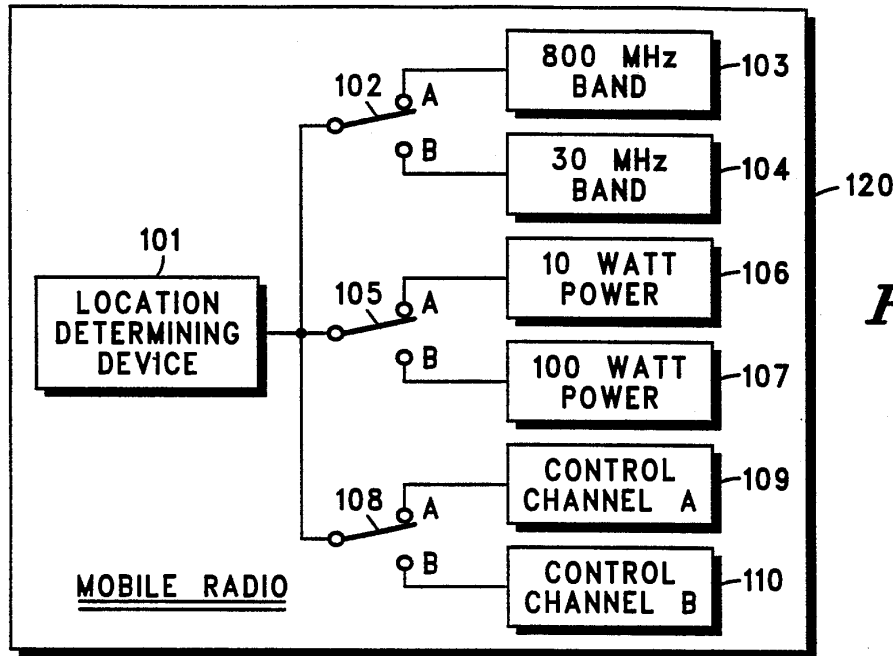 800 MHz
BAND
103
102
A
B
30 MHz
BAND
104
120
101
LOCATION
DETERMINING
DEVICE
105
A
B
10 WATT
POWER
106
100 WATT
POWER
107
108
A
B
CONTROL
CHANNEL A
109
CONTROL
CHANNEL B
110
MOBILE RADIO